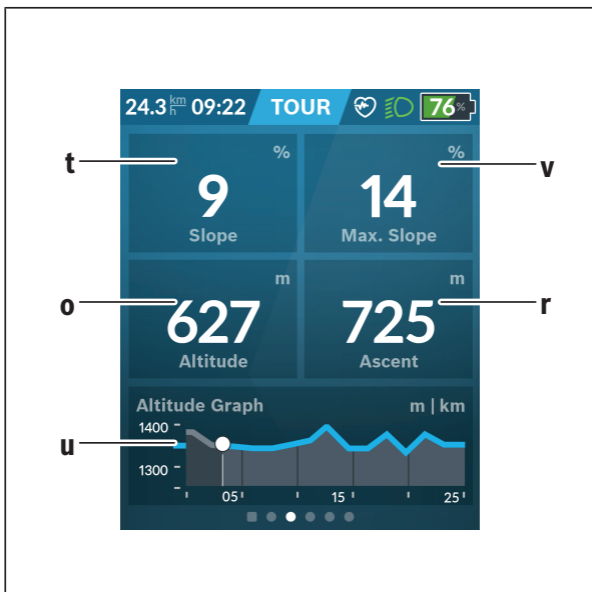 24.3 km/h 09:22 TOUR 76%
t % % v
9 14
Slope Max. Slope
o m m r
627 725
Altitude Ascent
Altitude Graph m | km
1400
u
1300
05 15 25